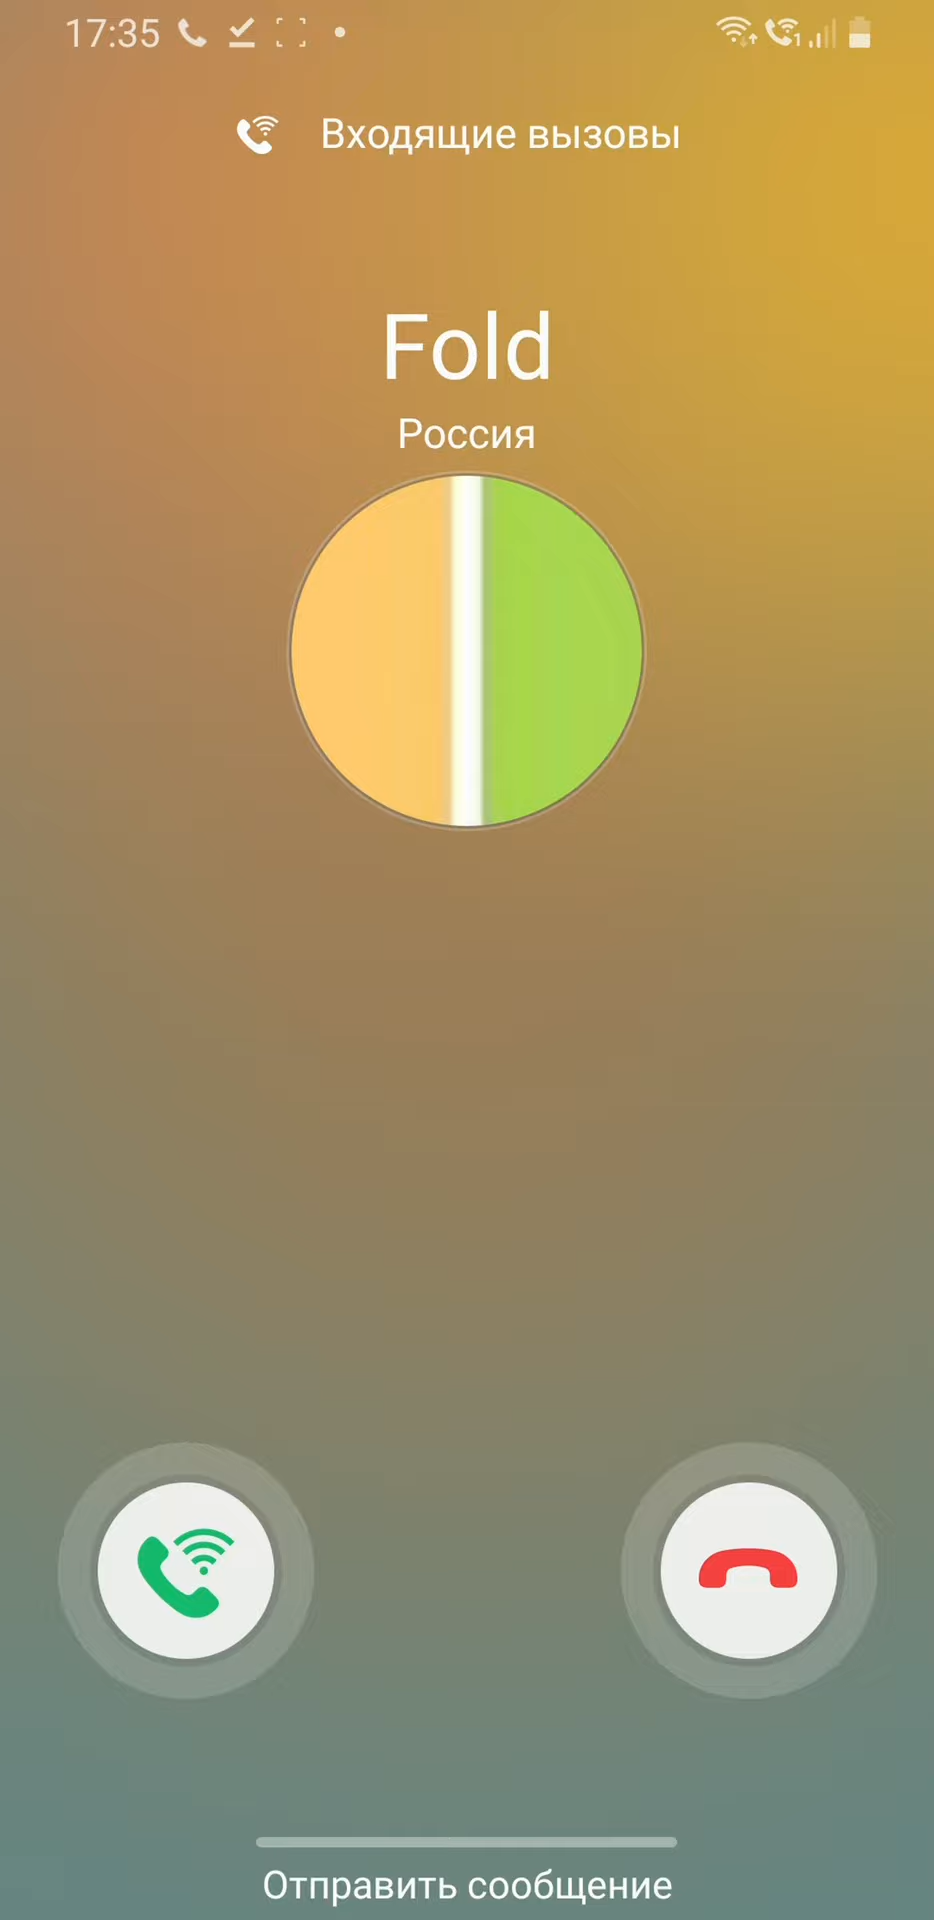 17:35
Входящие вызовы
Fold
Россия
Отправить сообщение